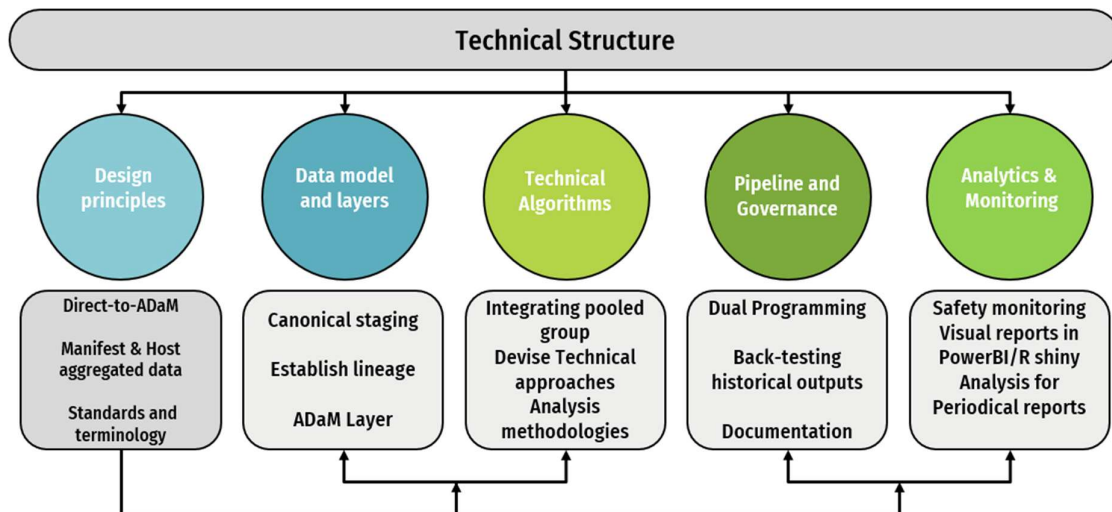 Technical Structure
Design
principles
Data model
and layers
Technical
Algorithms
Pipeline and
Governance
Analytics &
Monitoring
Direct-to-ADaM
Manifest & Host
aggregated data
Standards and
terminology
Canonical staging
Establish lineage
ADaM Layer
Integrating pooled
group
Devise Technical
approaches
Analysis
methodologies
Dual Programming
Back-testing
historical outputs
Documentation
Safety monitoring
Visual reports in
PowerBI/R shiny
Analysis for
Periodical reports